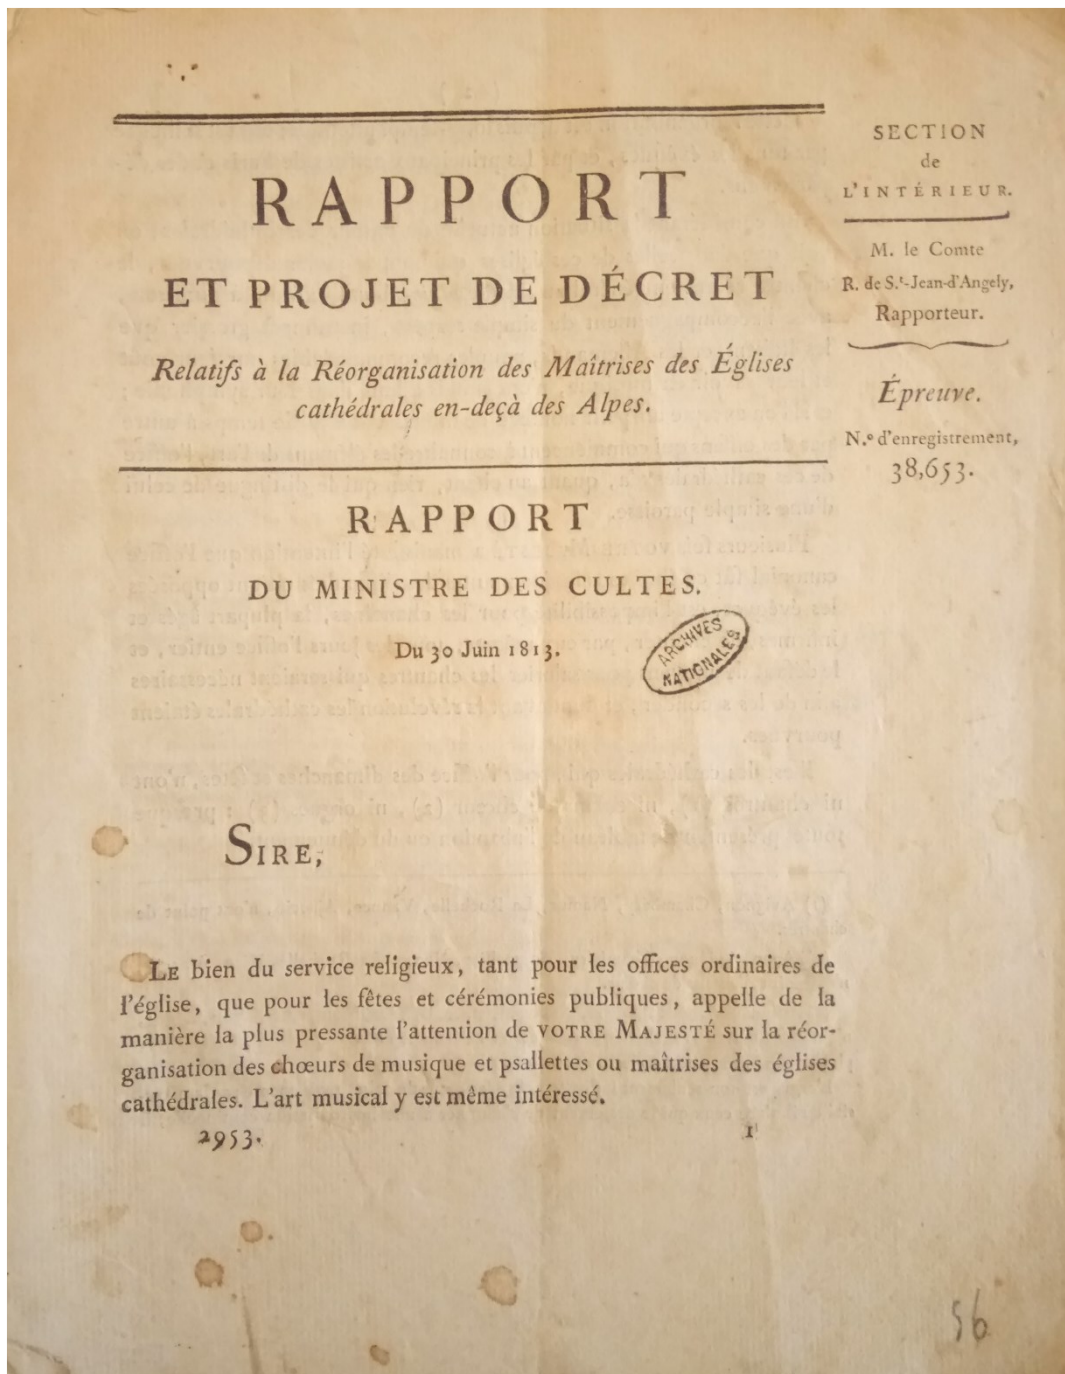 RAPPORT
ET PROJET DE DÉCRET
Relatifs à la Réorganisation des Maîtrises des Églises
cathédrales en-deçà des Alpes.
SECTION
de
L'INTÉRIEUR.
M. le Comte
R. de S.t-Jean-d'Angely,
Rapporteur.
Épreuve.
N.o d'enregistrement,
38,653.
RAPPORT
DU MINISTRE DES CULTES.
Du 30 Juin 1813.
ARCHIVES
NATIONALES
SIRE,
LE bien du service religieux, tant pour les offices ordinaires de
l'église, que pour les fêtes et cérémonies publiques, appelle de la
manière la plus pressante l'attention de VOTRE MAJESTÉ sur la réor-
ganisation des chœurs de musique et psallettes ou maîtrises des églises
cathédrales. L'art musical y est même intéressé.
2953.
1
56